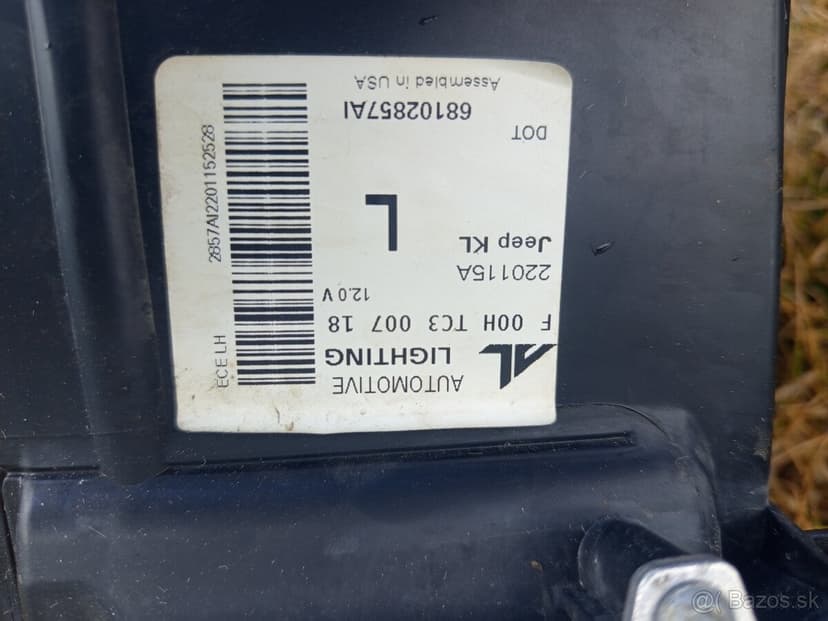 AL AUTOMOTIVE
LIGHTING
F 00H TC3 007 18
12.0 V
220115A
Jeep KL
L
DOT
68102857AI
Assembled in USA
ECE LH
2857AI2201152528
@( Bazos.sk